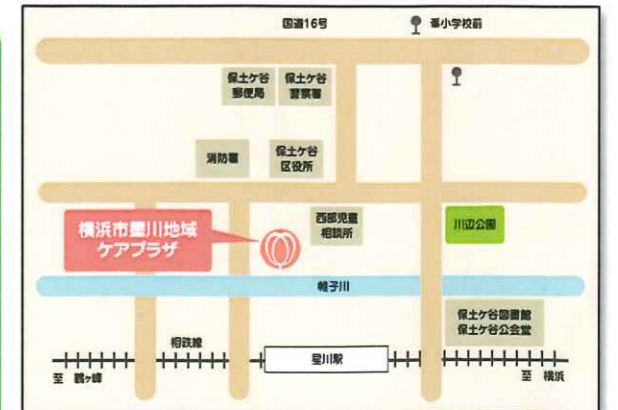 国道16号
峯小学校前
保土ケ谷
郵便局
保土ケ谷
警察署
消防署
保土ケ谷
区役所
横浜市星川地域
ケアプラザ
西部児童
相談所
川辺公園
帷子川
保土ケ谷図書館
保土ケ谷公会堂
相鉄線
星川駅
至 鶴ヶ峰
至 横浜